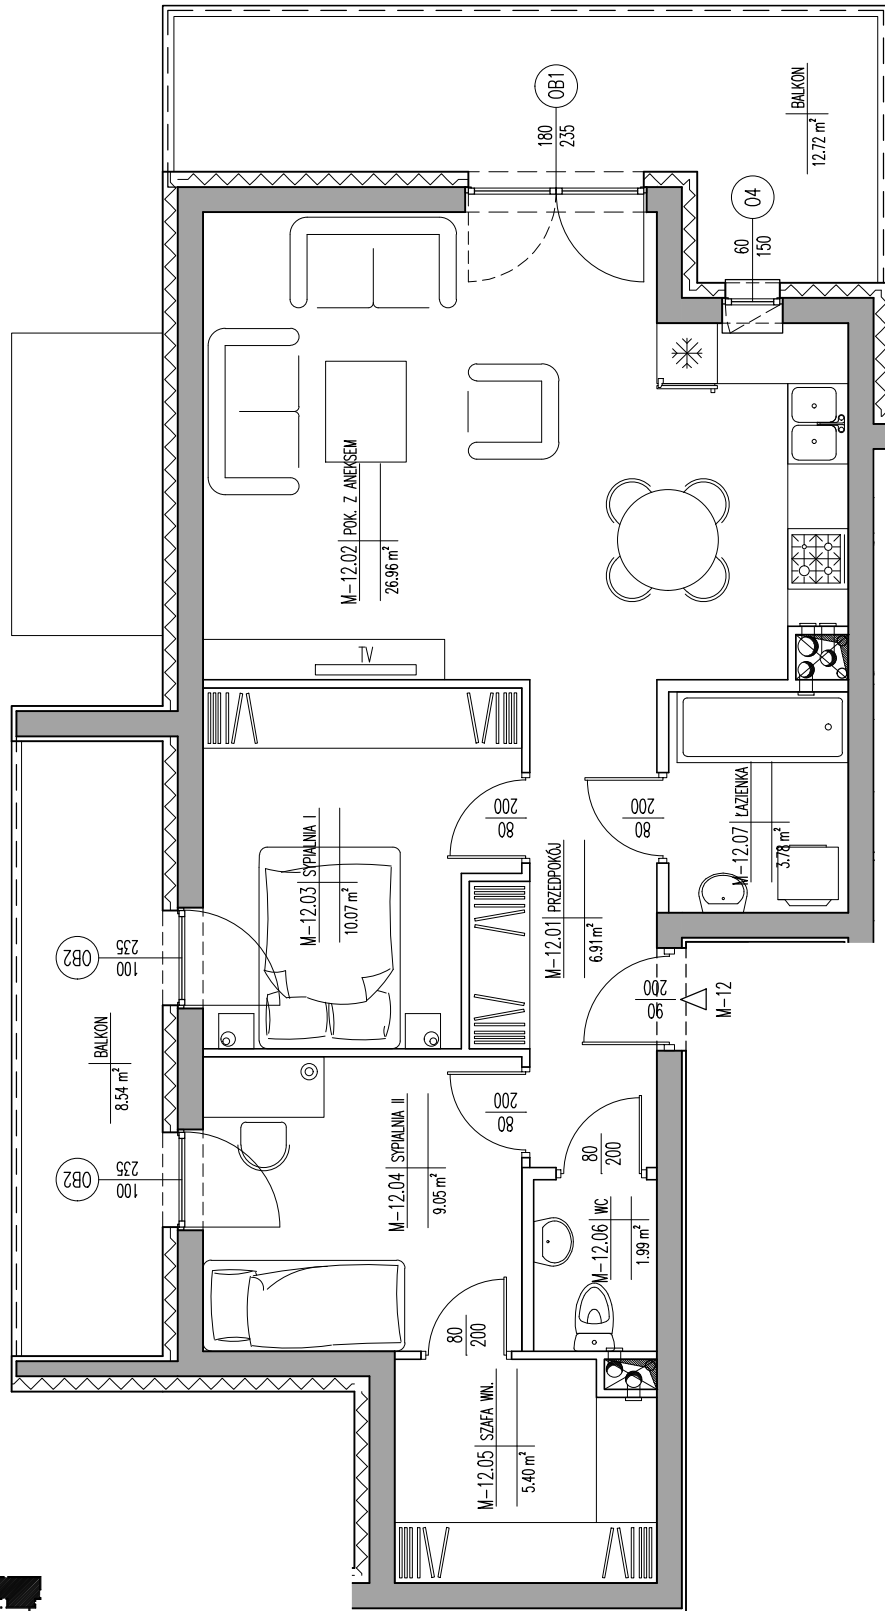 BALKON
12.72 m²
OB1
180
235
O4
60
150
M-12.02 POK. Z ANEKSEM
26.96 m²
TV
M-12.03 SYPIALNIA I
10.07 m²
80
200
80
200
M-12.07 ŁAZIENKA
3.78 m²
M-12.01 PRZEDPOKÓJ
6.91 m²
OB2
100
235
BALKON
8.54 m²
90
200
M-12
OB2
100
235
M-12.04 SYPIALNIA II
9.05 m²
80
200
80
200
M-12.06 WC
1.99 m²
80
200
M-12.05 SZAFA WN.
5.40 m²